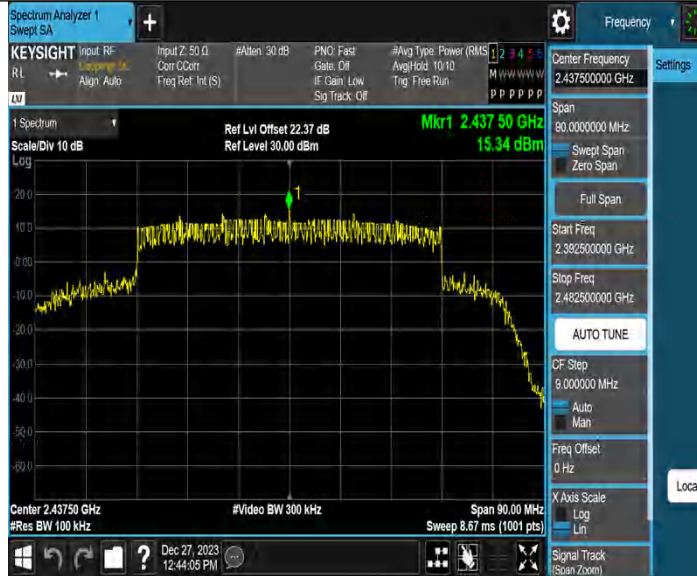 Spectrum Analyzer 1
Swept SA
+
Frequency
KEYSIGHT
Input: RF
Align: Auto
Input Z: 50 Ω
Corr CCorr
Freq Ref: Int (S)
#Atten: 30 dB
PNO: Fast
Gate: Off
IF Gain: Low
Sig Track: Off
#Avg Type: Power (RMS
Avg|Hold: 10/10
Trig: Free Run
1 2 3 4 5 6
M W W W W W
P P P P P P
R L
LXI
1 Spectrum
Scale/Div 10 dB
Log
Ref Lvl Offset 22.37 dB
Ref Level 30.00 dBm
Mkr1 2.437 50 GHz
15.34 dBm
1
20.0
10.0
0.00
-10.0
-20.0
-30.0
-40.0
-50.0
-60.0
Center 2.43750 GHz
#Res BW 100 kHz
#Video BW 300 kHz
Span 90.00 MHz
Sweep 8.67 ms (1001 pts)
Dec 27, 2023
12:44:05 PM
?
Center Frequency
2.437500000 GHz
Settings
Span
90.0000000 MHz
Swept Span
Zero Span
Full Span
Start Freq
2.392500000 GHz
Stop Freq
2.482500000 GHz
AUTO TUNE
CF Step
9.000000 MHz
Auto
Man
Freq Offset
0 Hz
X Axis Scale
Log
Lin
Loca
Signal Track
(Span Zoom)